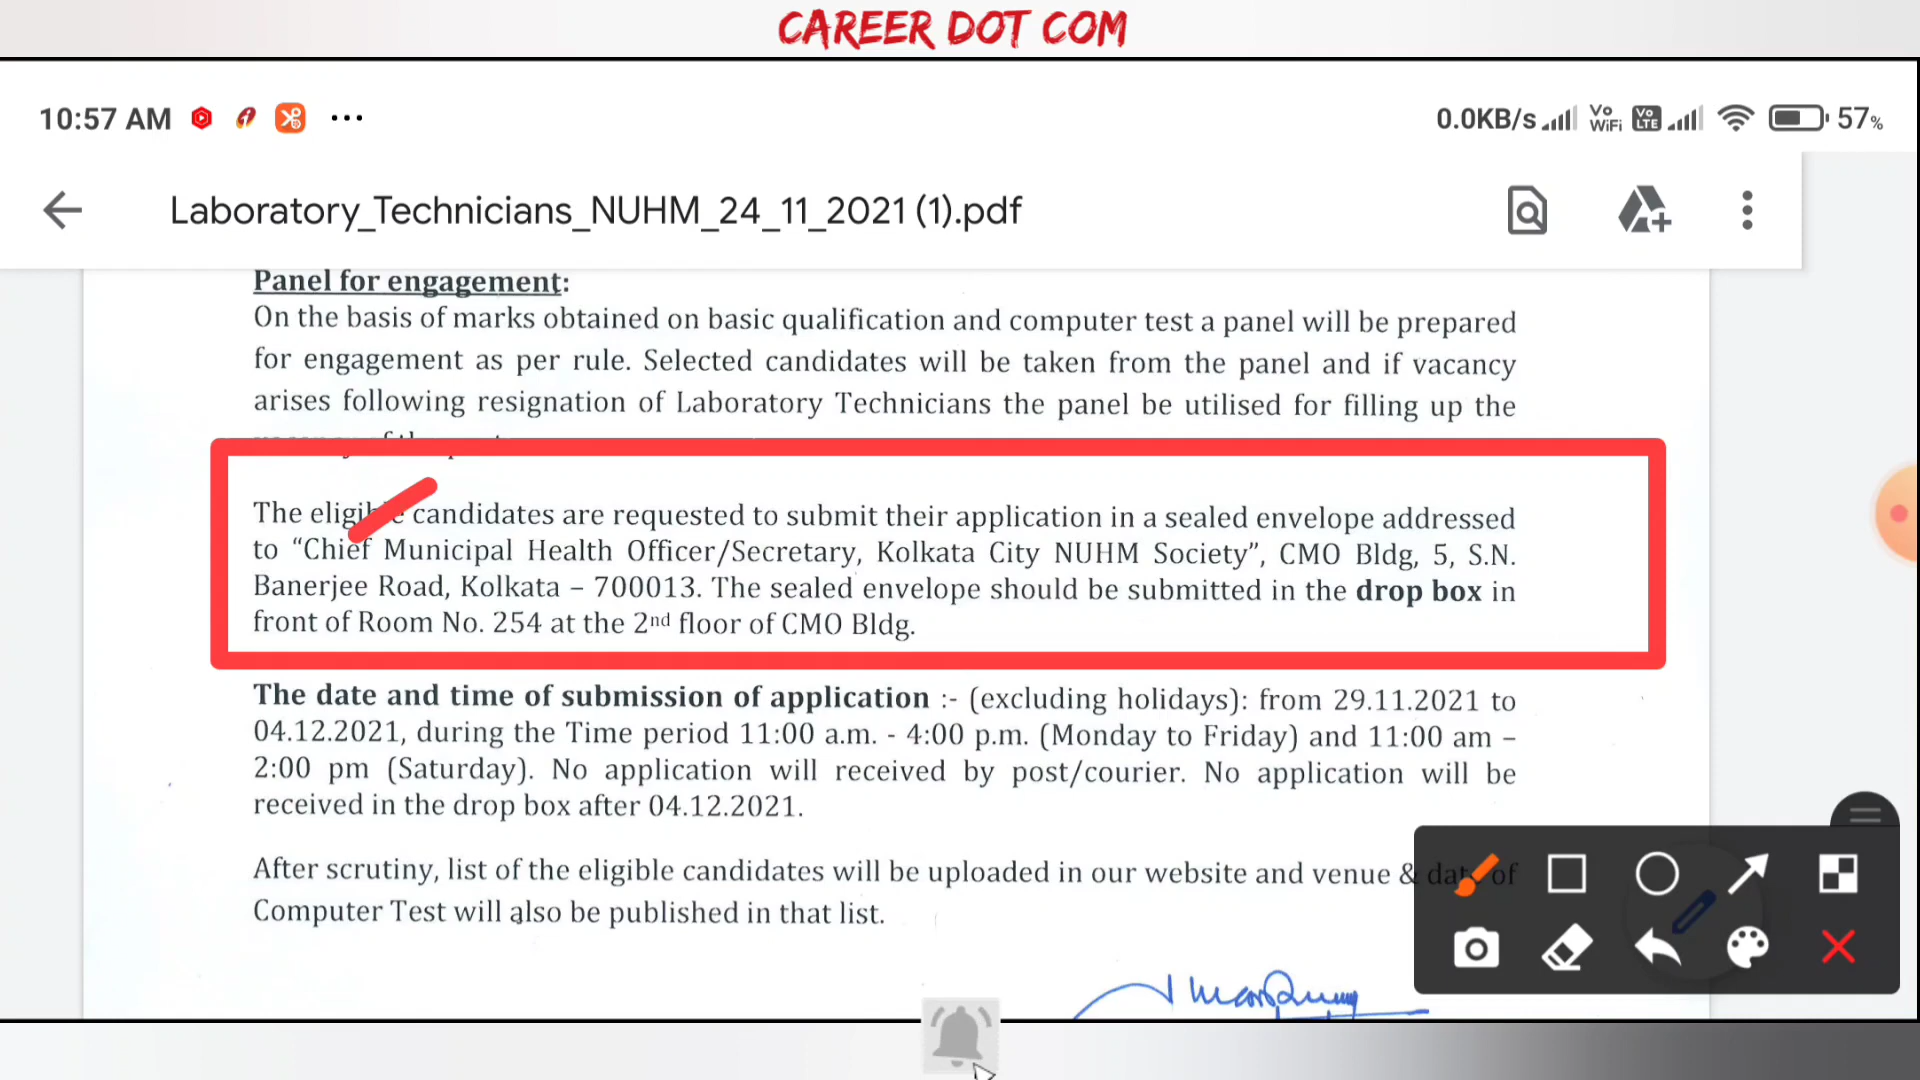 CAREER DOT COM
10:57 AM
0.0KB/s Vo WiFi Vo LTE 57%
Laboratory_Technicians_NUHM_24_11_2021 (1).pdf
Panel for engagement:
On the basis of marks obtained on basic qualification and computer test a panel will be prepared
for engagement as per rule. Selected candidates will be taken from the panel and if vacancy
arises following resignation of Laboratory Technicians the panel be utilised for filling up the
The eligible candidates are requested to submit their application in a sealed envelope addressed
to “Chief Municipal Health Officer/Secretary, Kolkata City NUHM Society”, CMO Bldg, 5, S.N.
Banerjee Road, Kolkata – 700013. The sealed envelope should be submitted in the drop box in
front of Room No. 254 at the 2nd floor of CMO Bldg.
The date and time of submission of application :- (excluding holidays): from 29.11.2021 to
04.12.2021, during the Time period 11:00 a.m. - 4:00 p.m. (Monday to Friday) and 11:00 am –
2:00 pm (Saturday). No application will received by post/courier. No application will be
received in the drop box after 04.12.2021.
After scrutiny, list of the eligible candidates will be uploaded in our website and venue & date of
Computer Test will also be published in that list.